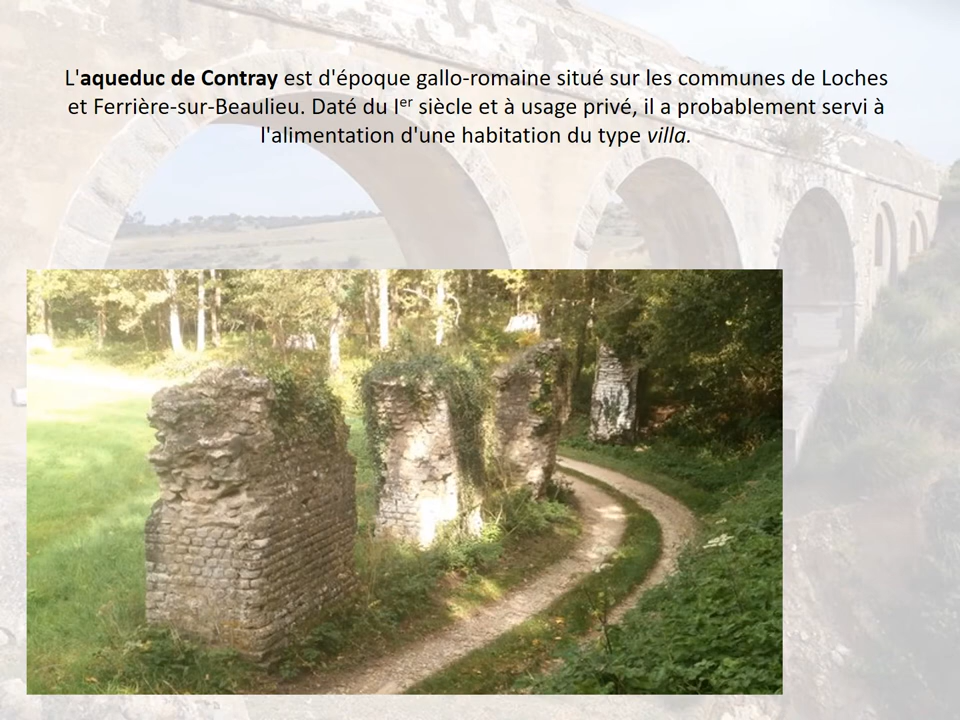 L'aqueduc de Contray est d'époque gallo-romaine situé sur les communes de Loches
et Ferrière-sur-Beaulieu. Daté du Ier siècle et à usage privé, il a probablement servi à
l'alimentation d'une habitation du type villa.